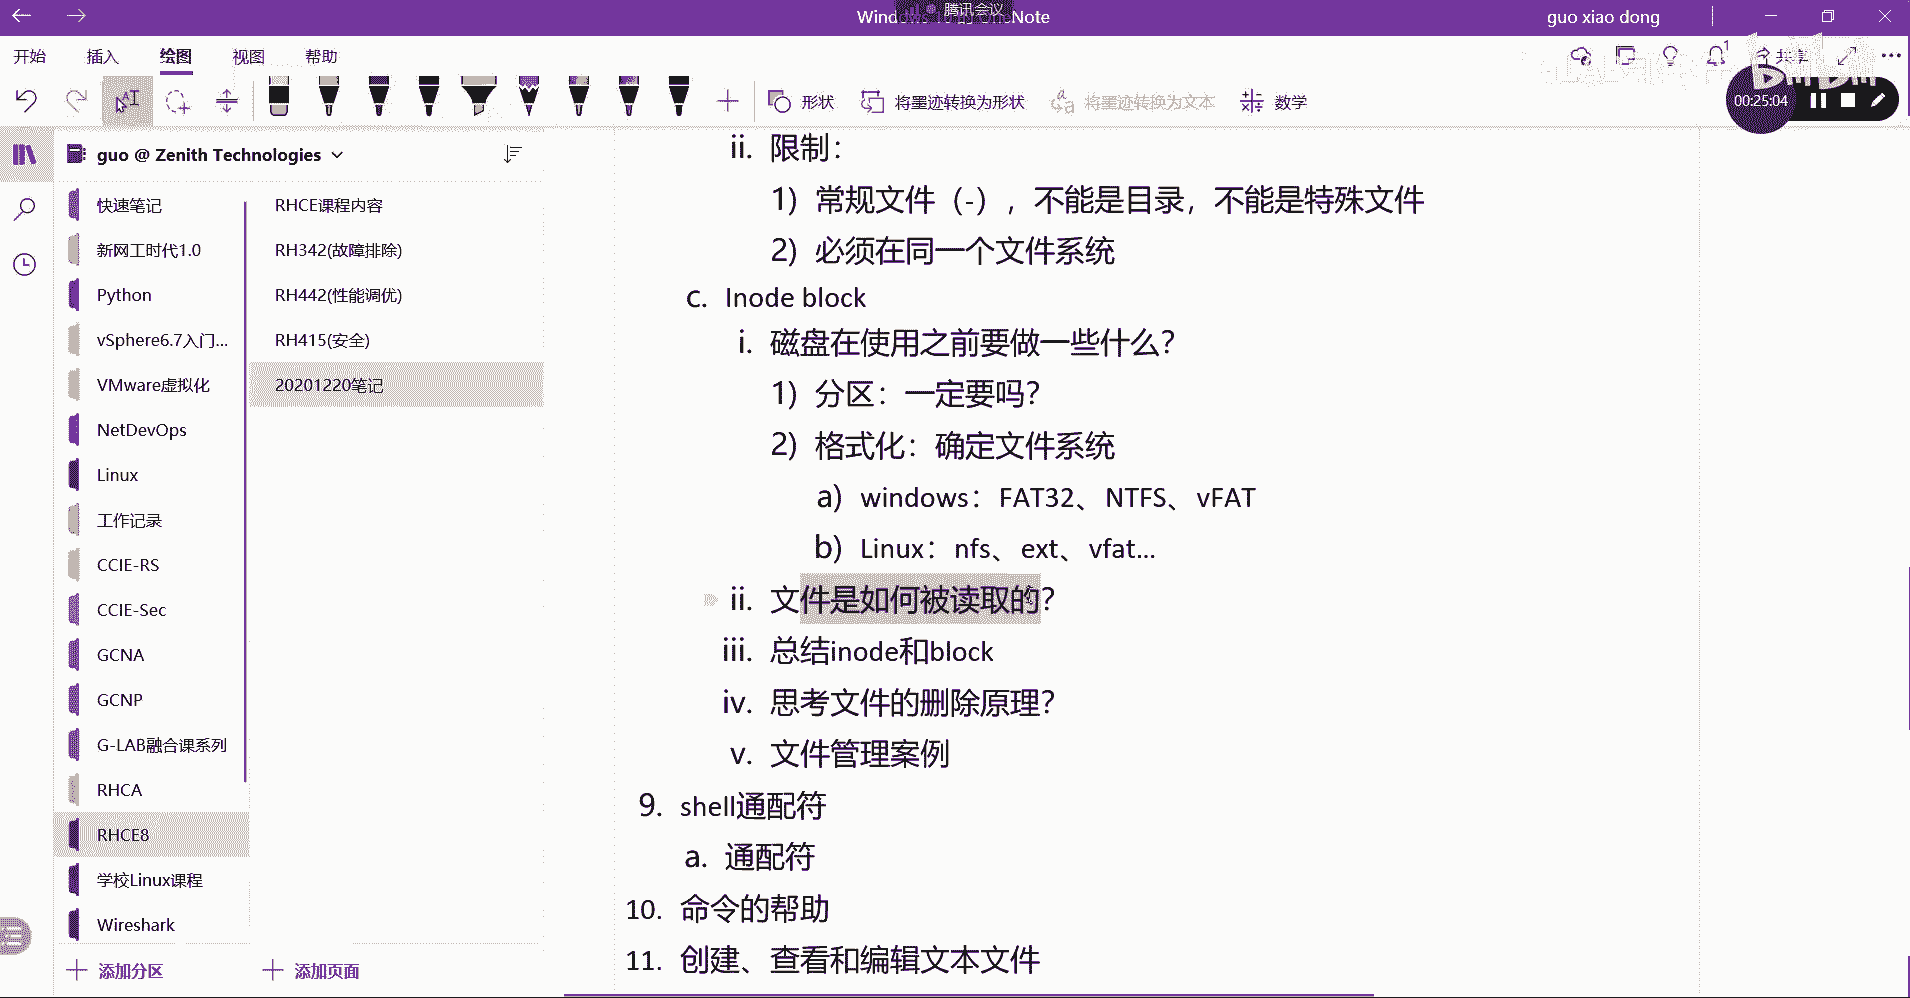 腾讯会议
guo xiao dong
开始 插入 绘图 视图 帮助
形状 将墨迹转换为形状 将墨迹转换为文本 数学
00:25:04
guo @ Zenith Technologies
快速笔记
新网工时代1.0
Python
vSphere6.7入门...
VMware虚拟化
NetDevOps
Linux
工作记录
CCIE-RS
CCIE-Sec
GCNA
GCNP
G-LAB融合课系列
RHCA
RHCE8
学校Linux课程
Wireshark
添加分区
RHCE课程内容
RH342(故障排除)
RH442(性能调优)
RH415(安全)
20201220笔记
添加页面
ii. 限制：
1) 常规文件（-），不能是目录，不能是特殊文件
2) 必须在同一个文件系统
c. Inode block
i. 磁盘在使用之前要做一些什么？
1) 分区：一定要吗？
2) 格式化：确定文件系统
a) windows：FAT32、NTFS、vFAT
b) Linux：nfs、ext、vfat...
ii. 文件是如何被读取的？
iii. 总结inode和block
iv. 思考文件的删除原理？
v. 文件管理案例
9. shell通配符
a. 通配符
10. 命令的帮助
11. 创建、查看和编辑文本文件